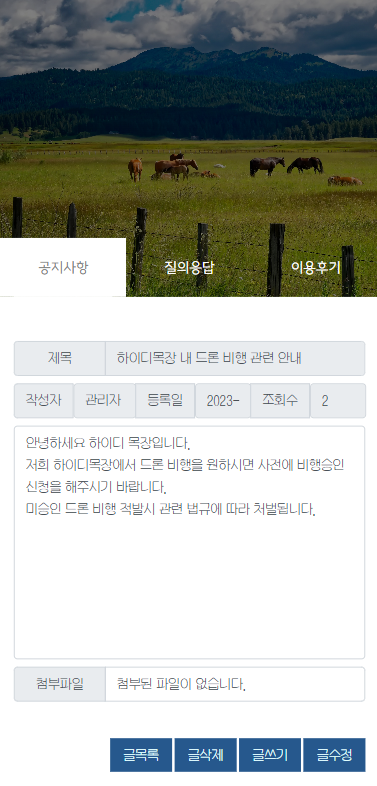 공지사항 질의응답 이용후기
제목 하이디목장 내 드론 비행 관련 안내
작성자 관리자 등록일 2023- 조회수 2
안녕하세요 하이디 목장입니다.
저희 하이디목장에서 드론 비행을 원하시면 사전에 비행승인
신청을 해주시기 바랍니다.
미승인 드론 비행 적발시 관련 법규에 따라 처벌됩니다.
첨부파일 첨부된 파일이 없습니다.
글목록 글삭제 글쓰기 글수정